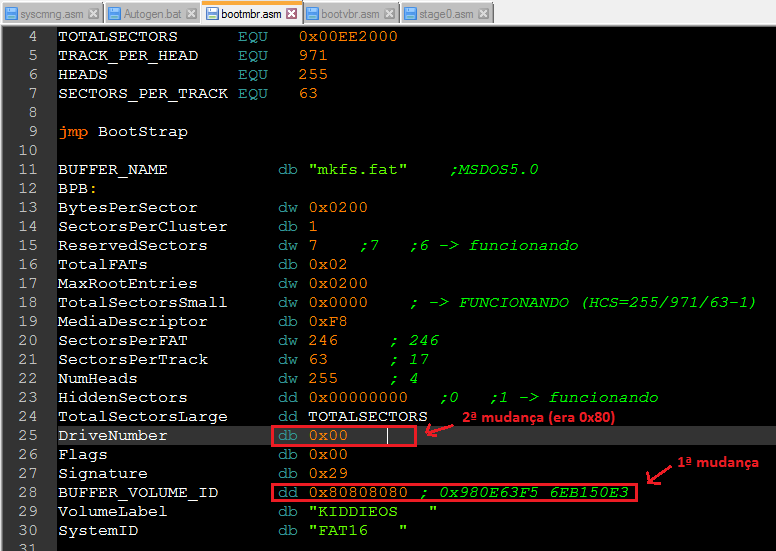 syscmng.asm Autogen.bat bootmbr.asm bootvbr.asm stage0.asm
4 TOTALSECTORS EQU 0x00EE2000
5 TRACK_PER_HEAD EQU 971
6 HEADS EQU 255
7 SECTORS_PER_TRACK EQU 63
8
9 jmp BootStrap
10
11 BUFFER_NAME db "mkfs.fat" ;MSDOS5.0
12 BPB:
13 BytesPerSector dw 0x0200
14 SectorsPerCluster db 1
15 ReservedSectors dw 7 ;7 ;6 -> funcionando
16 TotalFATs db 0x02
17 MaxRootEntries dw 0x0200
18 TotalSectorsSmall dw 0x0000 ; -> FUNCIONANDO (HCS=255/971/63-1)
19 MediaDescriptor db 0xF8
20 SectorsPerFAT dw 246 ; 246
21 SectorsPerTrack dw 63 ; 17
22 NumHeads dw 255 ; 4
23 HiddenSectors dd 0x00000000 ;0 ;1 -> funcionando
24 TotalSectorsLarge dd TOTALSECTORS
2ª mudança (era 0x80)
25 DriveNumber db 0x00
26 Flags db 0x00
27 Signature db 0x29
1ª mudança
28 BUFFER_VOLUME_ID dd 0x80808080 ; 0x980E63F5 6EB150E3
29 VolumeLabel db "KIDDIEOS   "
30 SystemID db "FAT16   "
31